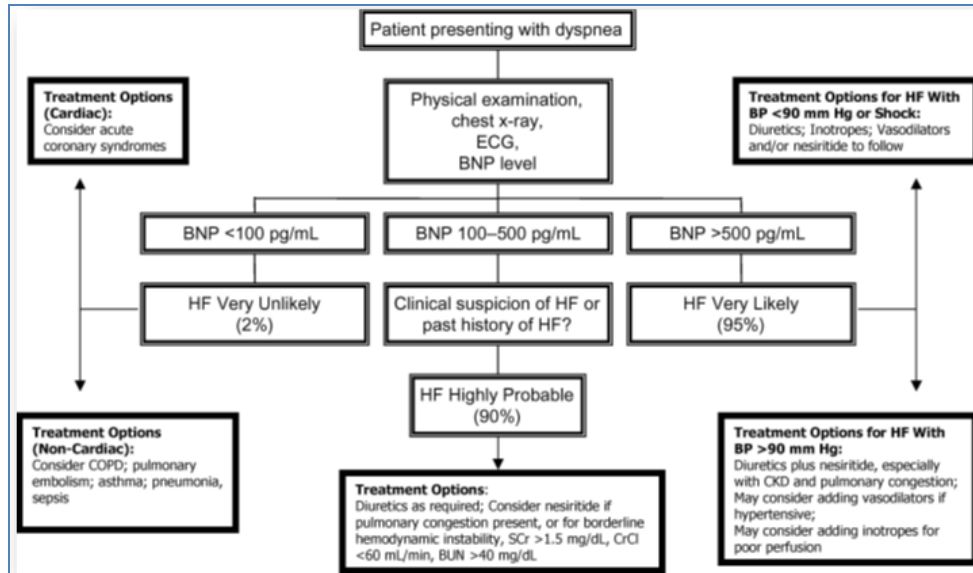 Patient presenting with dyspnea
Treatment Options
(Cardiac):
Consider acute
coronary syndromes
Physical examination,
chest x-ray,
ECG,
BNP level
Treatment Options for HF With
BP <90 mm Hg or Shock:
Diuretics; Inotropes; Vasodilators
and/or nesiritide to follow
BNP <100 pg/mL
BNP 100–500 pg/mL
BNP >500 pg/mL
HF Very Unlikely
(2%)
Clinical suspicion of HF or
past history of HF?
HF Very Likely
(95%)
HF Highly Probable
(90%)
Treatment Options
(Non-Cardiac):
Consider COPD; pulmonary
embolism; asthma; pneumonia,
sepsis
Treatment Options:
Diuretics as required; Consider nesiritide if
pulmonary congestion present, or for borderline
hemodynamic instability, SCr >1.5 mg/dL, CrCl
<60 mL/min, BUN >40 mg/dL
Treatment Options for HF With
BP >90 mm Hg:
Diuretics plus nesiritide, especially
with CKD and pulmonary congestion;
May consider adding vasodilators if
hypertensive;
May consider adding inotropes for
poor perfusion